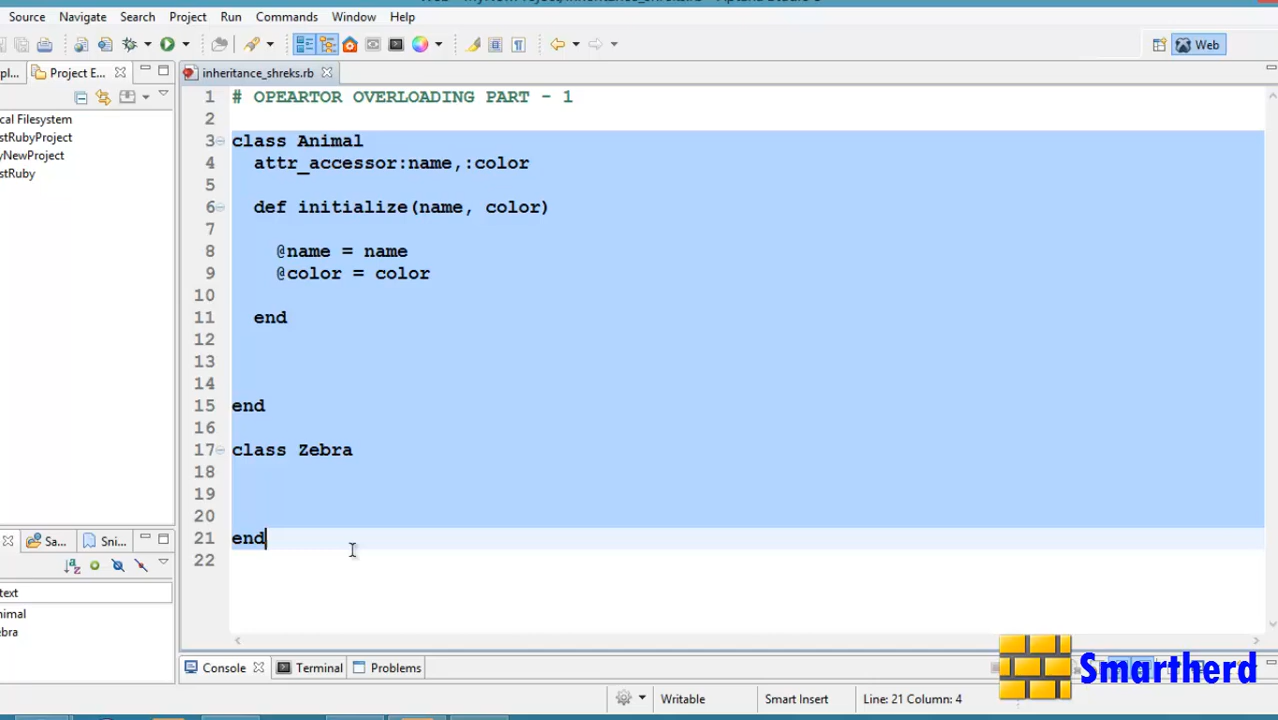 Source Navigate Search Project Run Commands Window Help
Web
pl... Project E... inheritance_shreks.rb
1 # OPEARTOR OVERLOADING PART - 1
2
3 class Animal
4 attr_accessor:name,:color
5
6 def initialize(name, color)
7
8 @name = name
9 @color = color
10
11 end
12
13
14
15 end
16
17 class Zebra
18
19
20
21 end
22
cal Filesystem
stRubyProject
yNewProject
stRuby
Sa... Sni...
text
nimal
ebra
Console Terminal Problems
Writable Smart Insert Line: 21 Column: 4
Smartherd